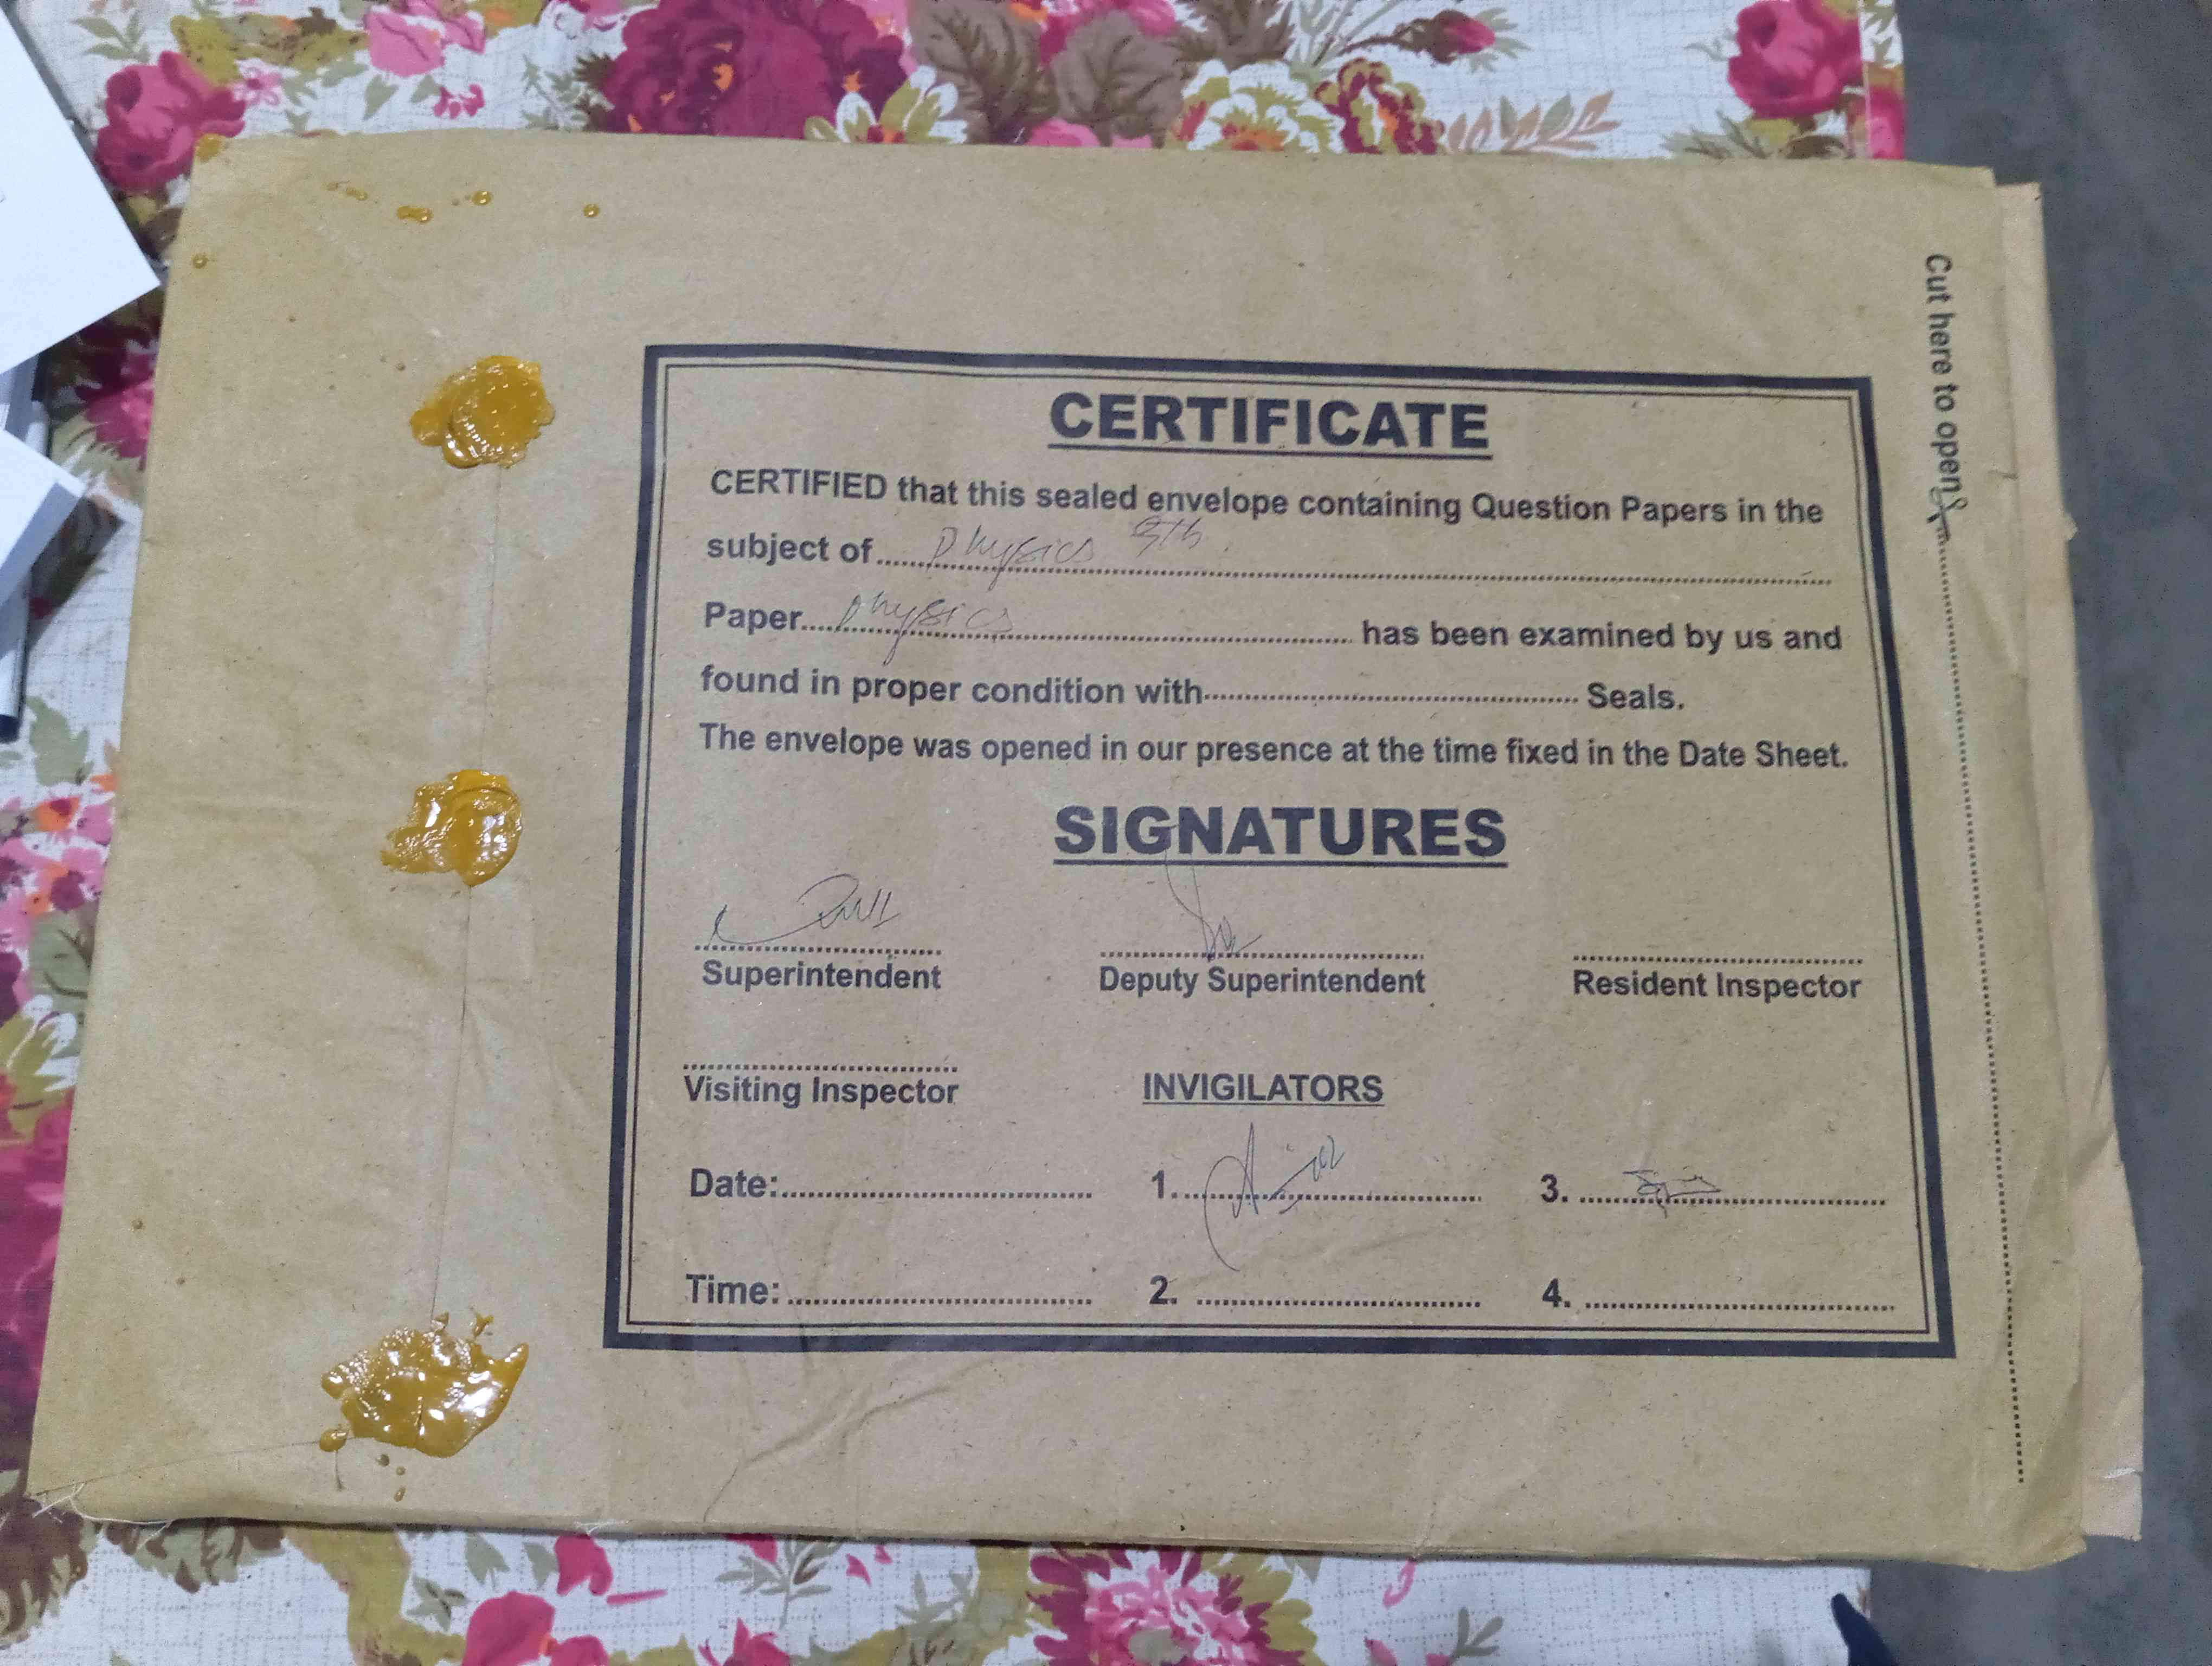 Cut here to open
CERTIFICATE
CERTIFIED that this sealed envelope containing Question Papers in the
subject of.....Physics 9th.....
Paper.....Physics..... has been examined by us and
found in proper condition with..... Seals.
The envelope was opened in our presence at the time fixed in the Date Sheet.
SIGNATURES
Superintendent Deputy Superintendent Resident Inspector
Visiting Inspector INVIGILATORS
Date:..... 1...... 3. .....
Time:..... 2. ..... 4. .....